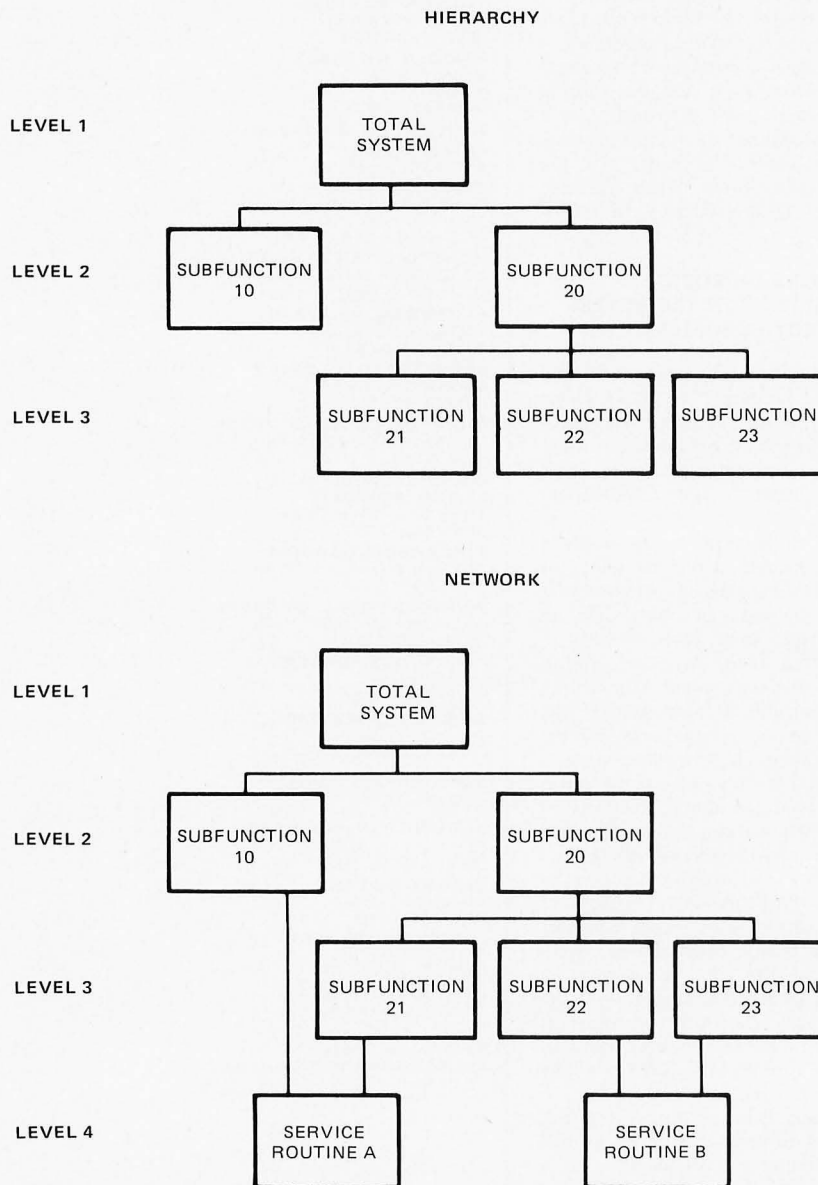 HIERARCHY
LEVEL 1
TOTAL
SYSTEM
LEVEL 2
SUBFUNCTION
10
SUBFUNCTION
20
LEVEL 3
SUBFUNCTION
21
SUBFUNCTION
22
SUBFUNCTION
23
NETWORK
LEVEL 1
TOTAL
SYSTEM
LEVEL 2
SUBFUNCTION
10
SUBFUNCTION
20
LEVEL 3
SUBFUNCTION
21
SUBFUNCTION
22
SUBFUNCTION
23
LEVEL 4
SERVICE
ROUTINE A
SERVICE
ROUTINE B